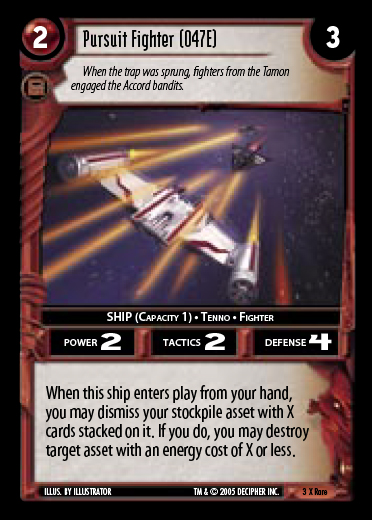 2
Pursuit Fighter (047E)
3
When the trap was sprung, fighters from the Tamon
engaged the Accord bandits.
SHIP (CAPACITY 1) • TENNO • FIGHTER
POWER 2
TACTICS 2
DEFENSE 4
When this ship enters play from your hand,
you may dismiss your stockpile asset with X
cards stacked on it. If you do, you may destroy
target asset with an energy cost of X or less.
ILLUS. BY ILLUSTRATOR
TM & © 2005 DECIPHER INC.
3 X Rare